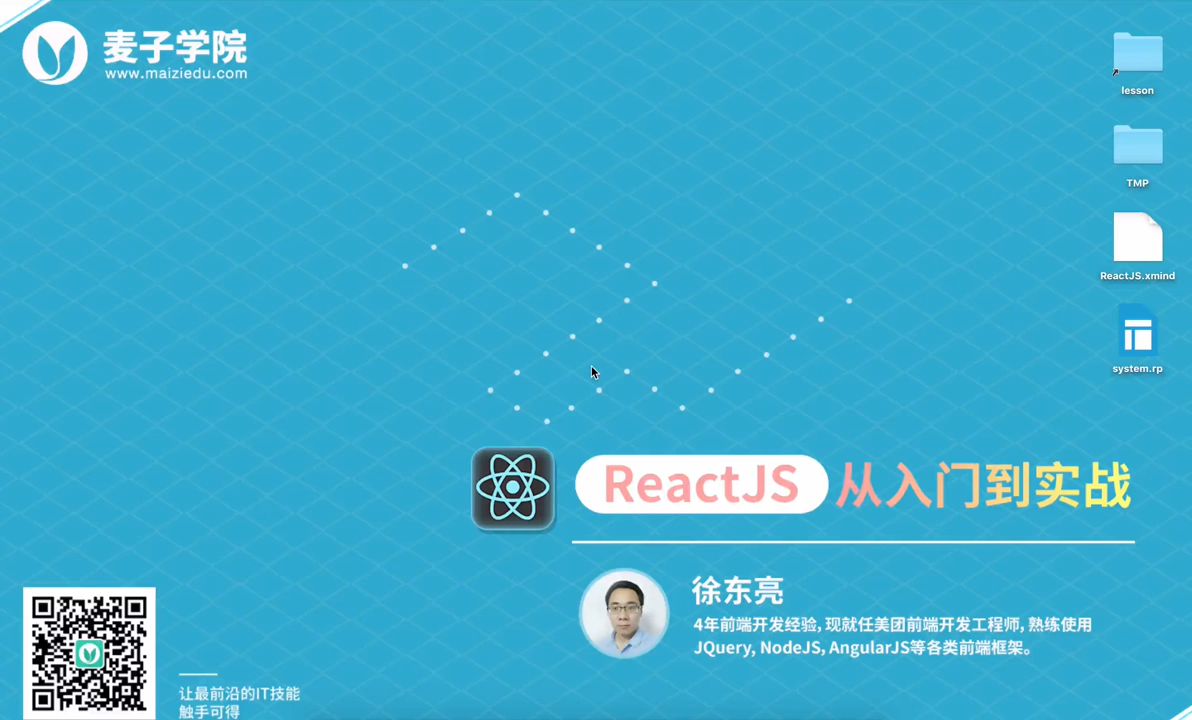 麦子学院
www.maiziedu.com
lesson
TMP
ReactJS.xmind
system.rp
ReactJS 从入门到实战
徐东亮
4年前端开发经验, 现就任美团前端开发工程师, 熟练使用
JQuery, NodeJS, AngularJS等各类前端框架。
让最前沿的IT技能
触手可得